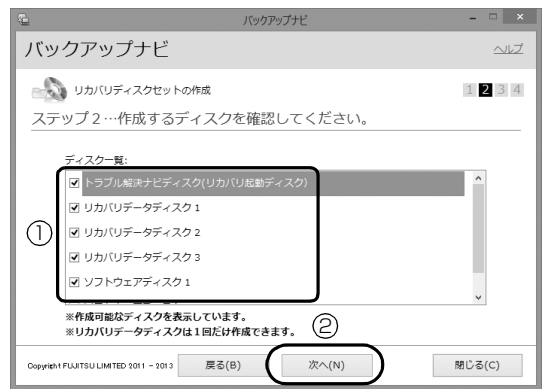 バックアップナビ
バックアップナビ
ヘルプ
リカバリディスクセットの作成
1 2 3 4
ステップ2…作成するディスクを確認してください。
ディスク一覧:
トラブル解決ナビディスク(リカバリ起動ディスク)
リカバリデータディスク 1
リカバリデータディスク 2
リカバリデータディスク 3
ソフトウェアディスク 1
①
※作成可能なディスクを表示しています。
※リカバリデータディスクは1回だけ作成できます。
②
Copyright FUJITSU LIMITED 2011 - 2013
戻る(B)
次へ(N)
閉じる(C)